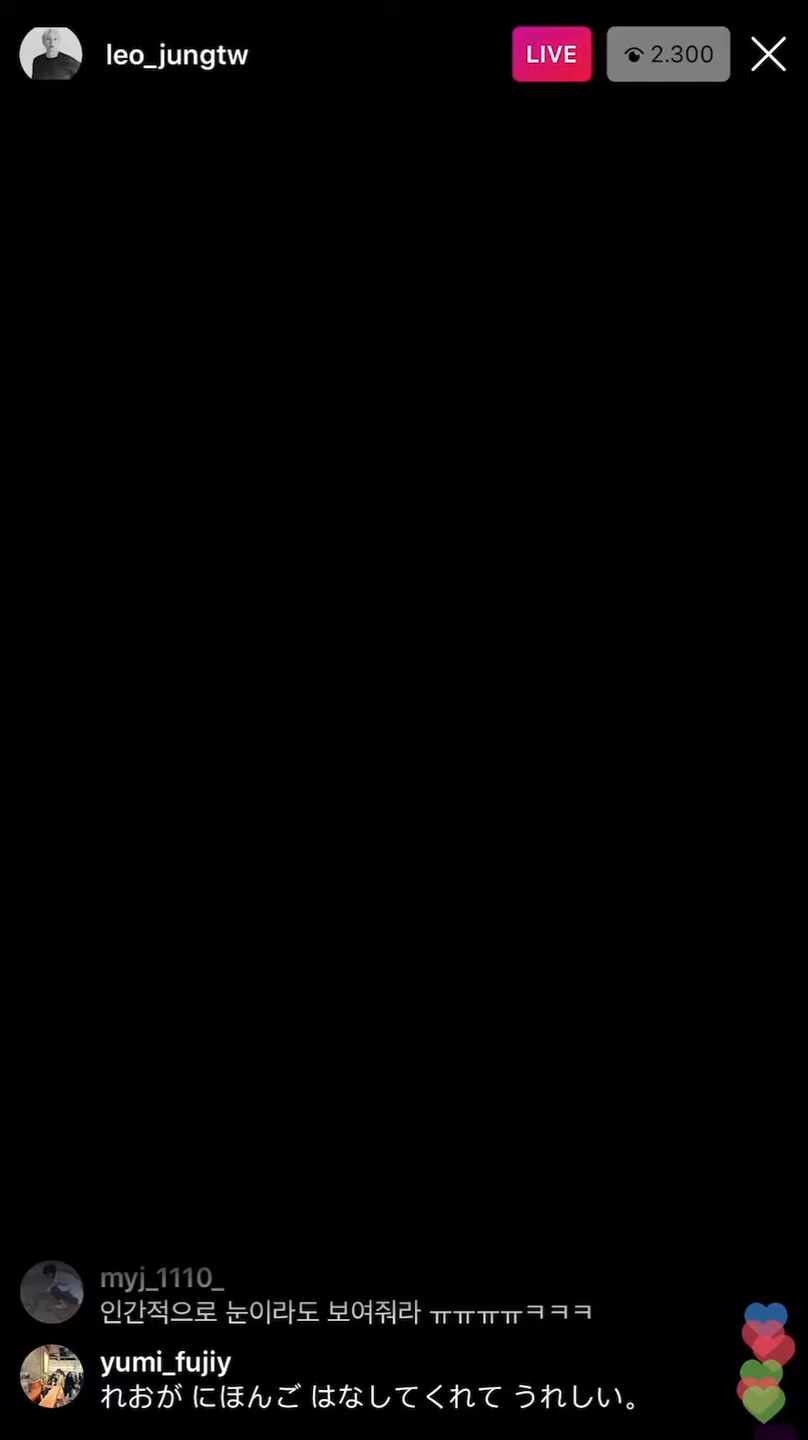 leo_jungtw
LIVE
2.300
myj_1110_
인간적으로 눈이라도 보여줘라 ㅠㅠㅠㅠㅋㅋㅋ
yumi_fujiy
れおが にほんご はなしてくれて うれしい。